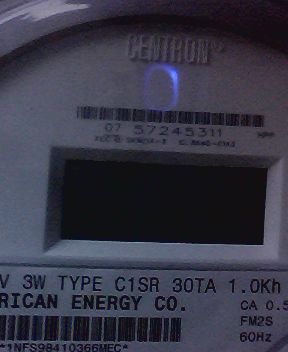 CENTRON
07 57245311
V 3W TYPE C1SR 30TA 1.0Kh
RICAN ENERGY CO.
CA 0.5
FM2S
60Hz
*1NFS98410366MEC*